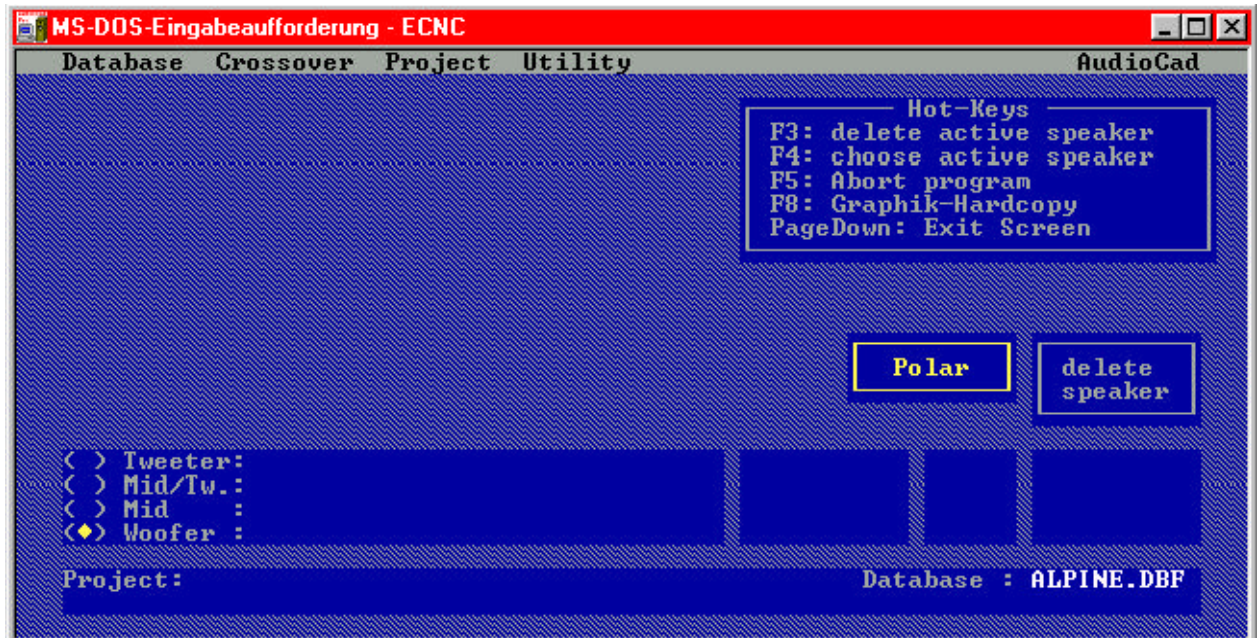 MS-DOS-Eingabeaufforderung - ECNC
Database Crossover Project Utility AudioCad
Hot-Keys
F3: delete active speaker
F4: choose active speaker
F5: Abort program
F8: Graphik-Hardcopy
PageDown: Exit Screen
Polar
delete
speaker
( ) Tweeter:
( ) Mid/Tw.:
( ) Mid :
(◆) Woofer :
Project: Database : ALPINE.DBF